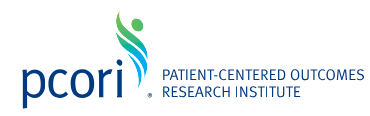 pcori
PATIENT-CENTERED OUTCOMES
RESEARCH INSTITUTE